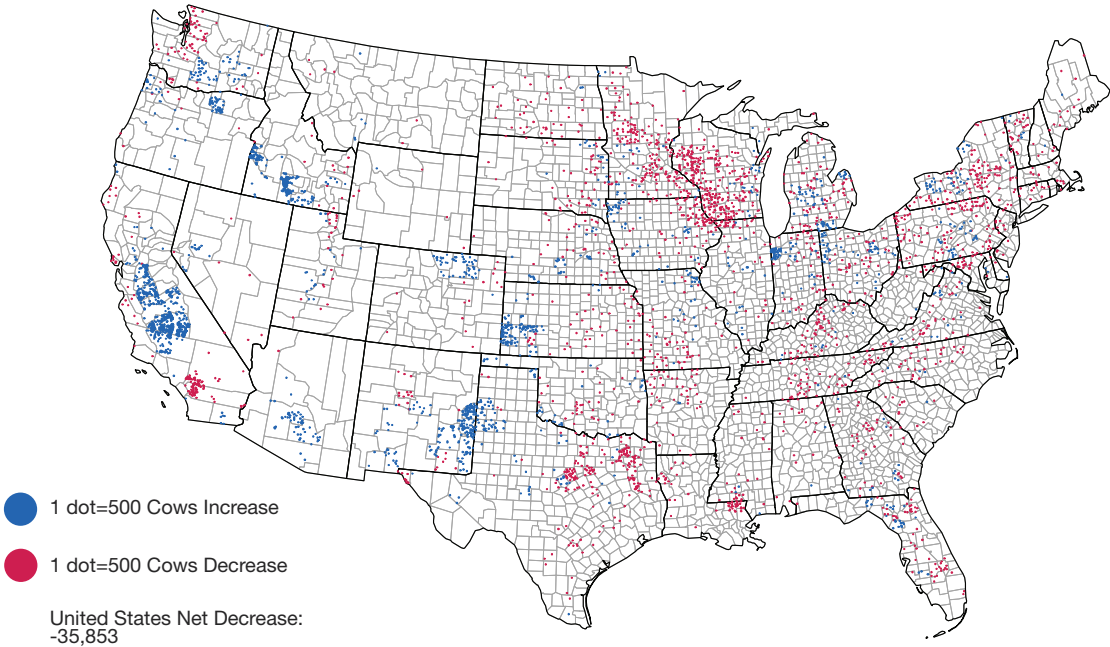 1 dot=500 Cows Increase
1 dot=500 Cows Decrease
United States Net Decrease:
-35,853